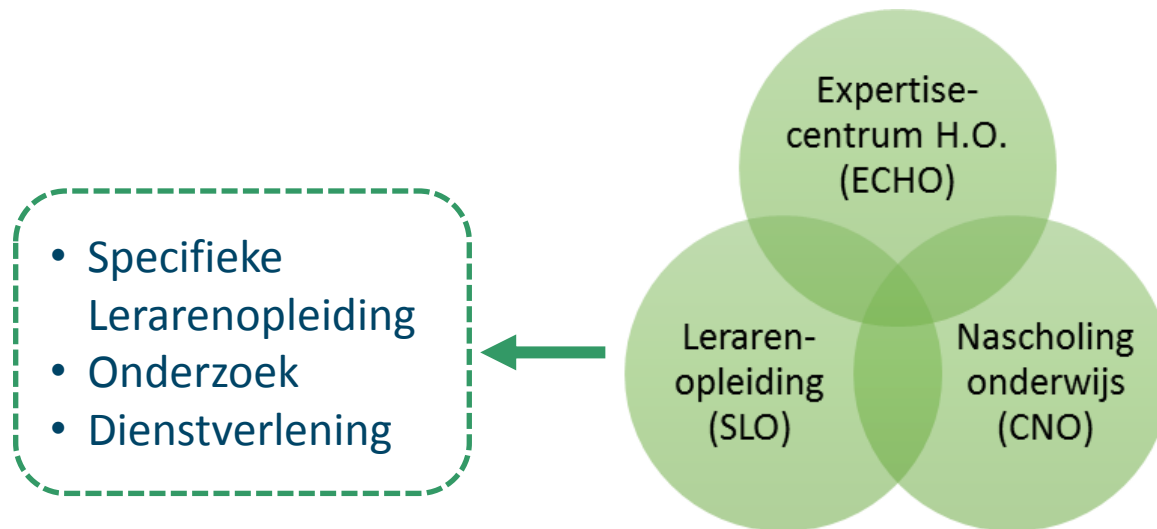 Expertise-
centrum H.O.
(ECHO)
• Specifieke
Lerarenopleiding
• Onderzoek
• Dienstverlening
Leraren-
opleiding
(SLO)
Nascholing
onderwijs
(CNO)